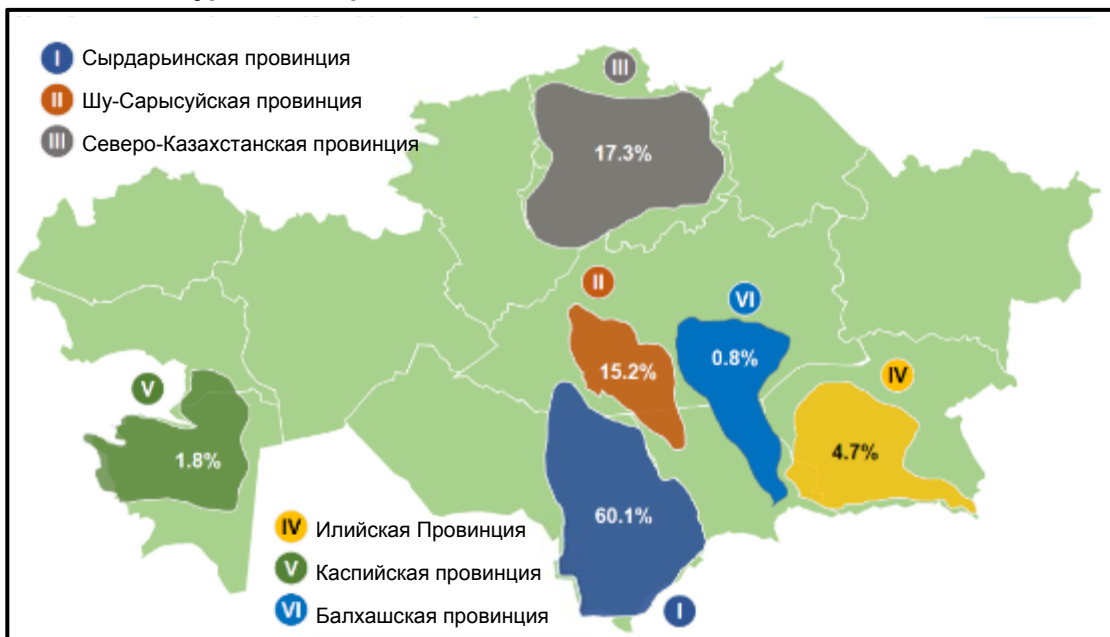 I Сырдарьинская провинция
II Шу-Сарысуйская провинция
III Северо-Казахстанская провинция
III
17.3%
II
15.2%
VI
0.8%
IV
4.7%
V
1.8%
60.1%
I
IV Илийская Провинция
V Каспийская провинция
VI Балхашская провинция